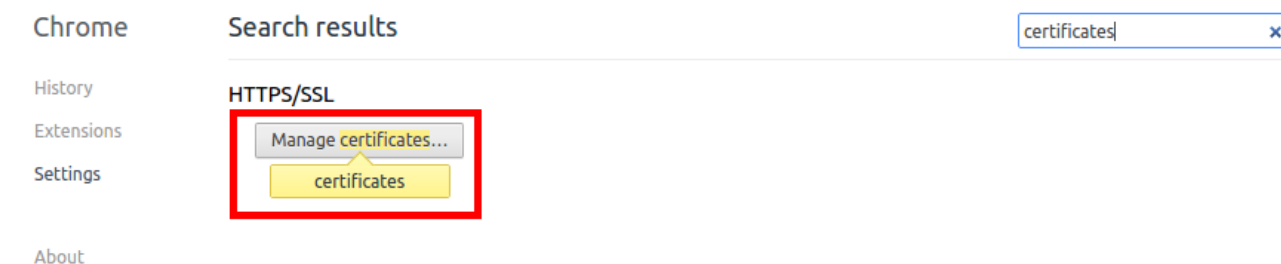 Chrome
Search results
certificates
×
History
HTTPS/SSL
Extensions
Manage certificates...
Settings
certificates
About